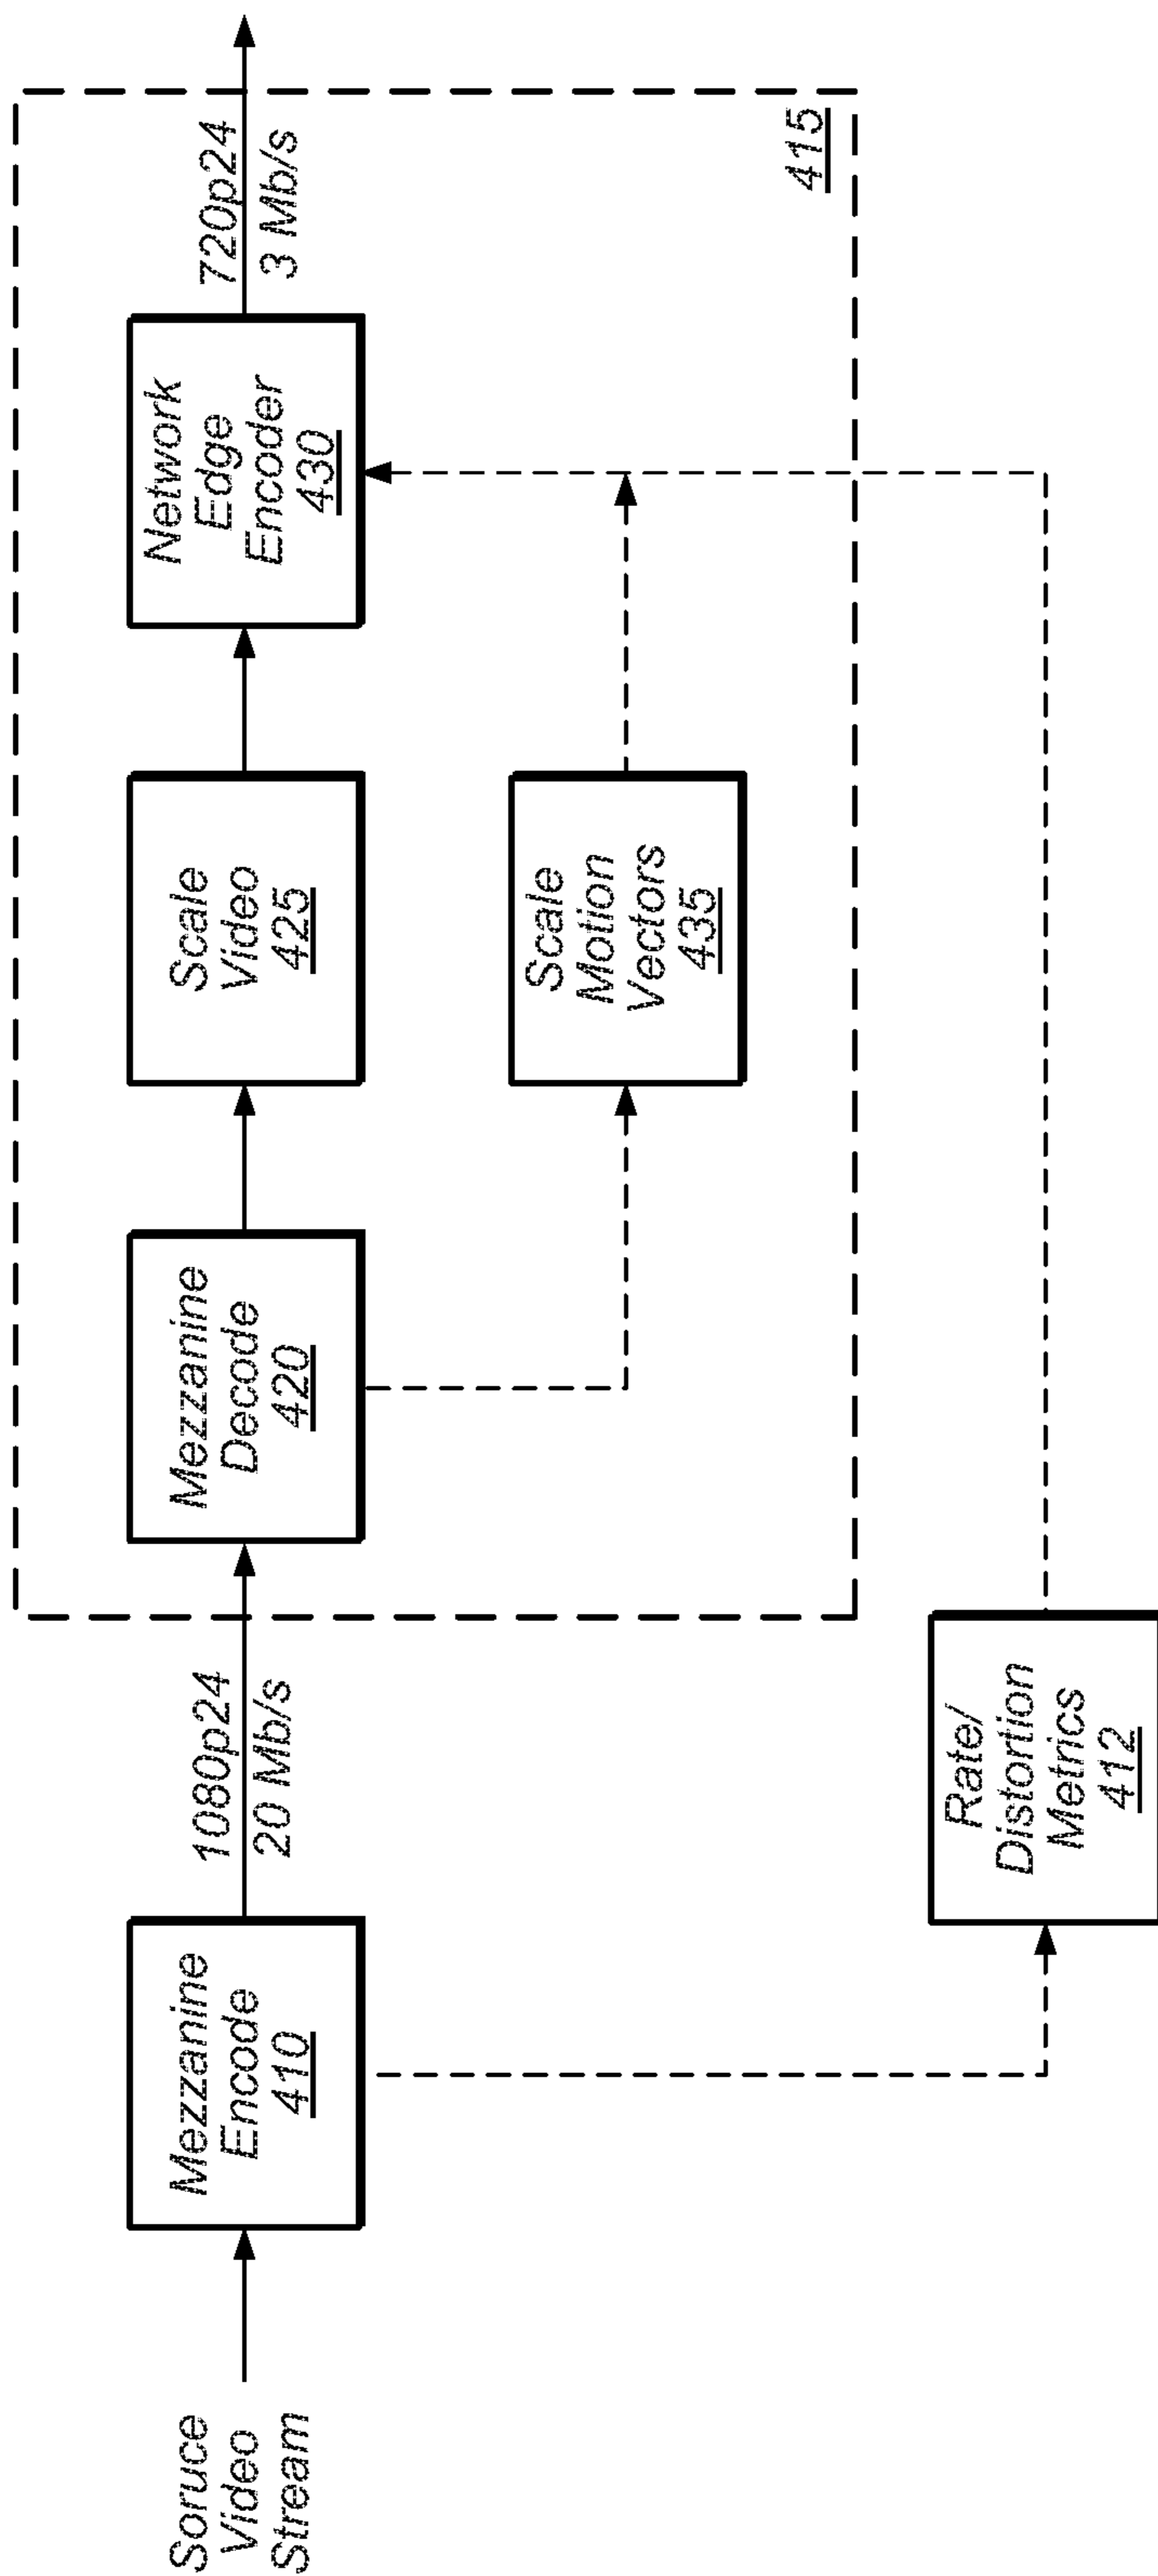 Soruce
Video
Stream
Mezzanine
Encode
410
1080p24
20 Mb/s
Mezzanine
Decode
420
Scale
Video
425
Network
Edge
Encoder
430
720p24
3 Mb/s
Scale
Motion
Vectors
435
415
Rate/
Distortion
Metrics
412